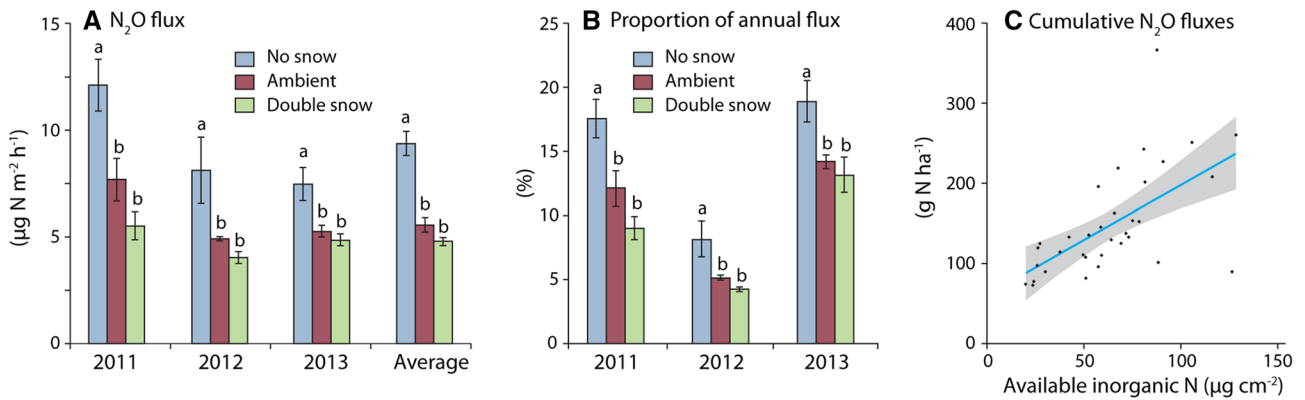 A N₂O flux
15
10
5
0
(µg N m⁻² h⁻¹)
No snow
Ambient
Double snow
a
b
b
a
b
b
a
b
b
a
b
b
2011
2012
2013
Average
B Proportion of annual flux
25
20
15
10
5
0
(%)
No snow
Ambient
Double snow
a
b
b
a
b
b
a
b
b
2011
2012
2013
C Cumulative N₂O fluxes
400
300
200
100
0
(g N ha⁻¹)
0
50
100
150
Available inorganic N (µg cm⁻²)